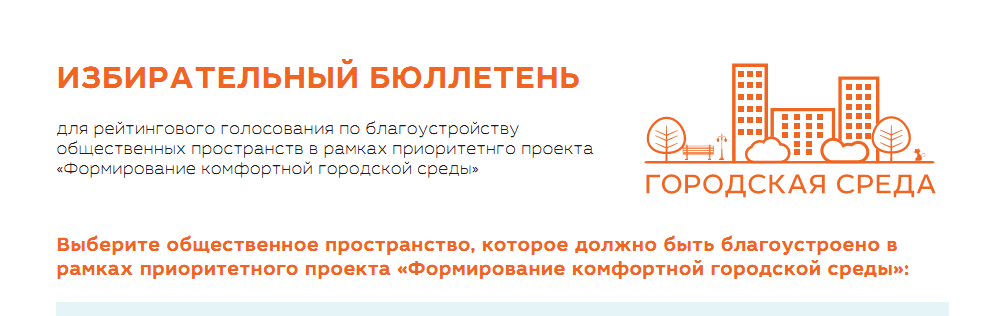 ИЗБИРАТЕЛЬНЫЙ БЮЛЛЕТЕНЬ
для рейтингового голосования по благоустройству
общественных пространств в рамках приоритетнго проекта
«Формирование комфортной городской среды»
ГОРОДСКАЯ СРЕДА
Выберите общественное пространство, которое должно быть благоустроено в
рамках приоритетного проекта «Формирование комфортной городской среды»: